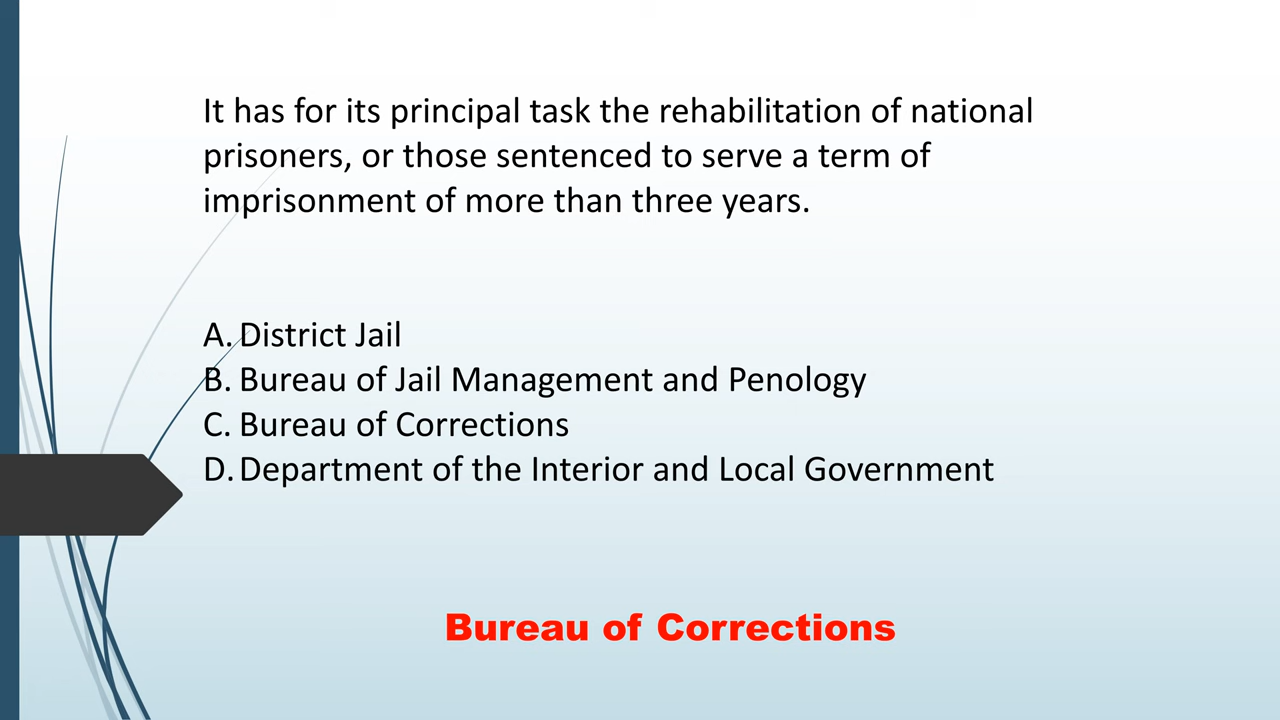 It has for its principal task the rehabilitation of national
prisoners, or those sentenced to serve a term of
imprisonment of more than three years.
A. District Jail
B. Bureau of Jail Management and Penology
C. Bureau of Corrections
D. Department of the Interior and Local Government
Bureau of Corrections